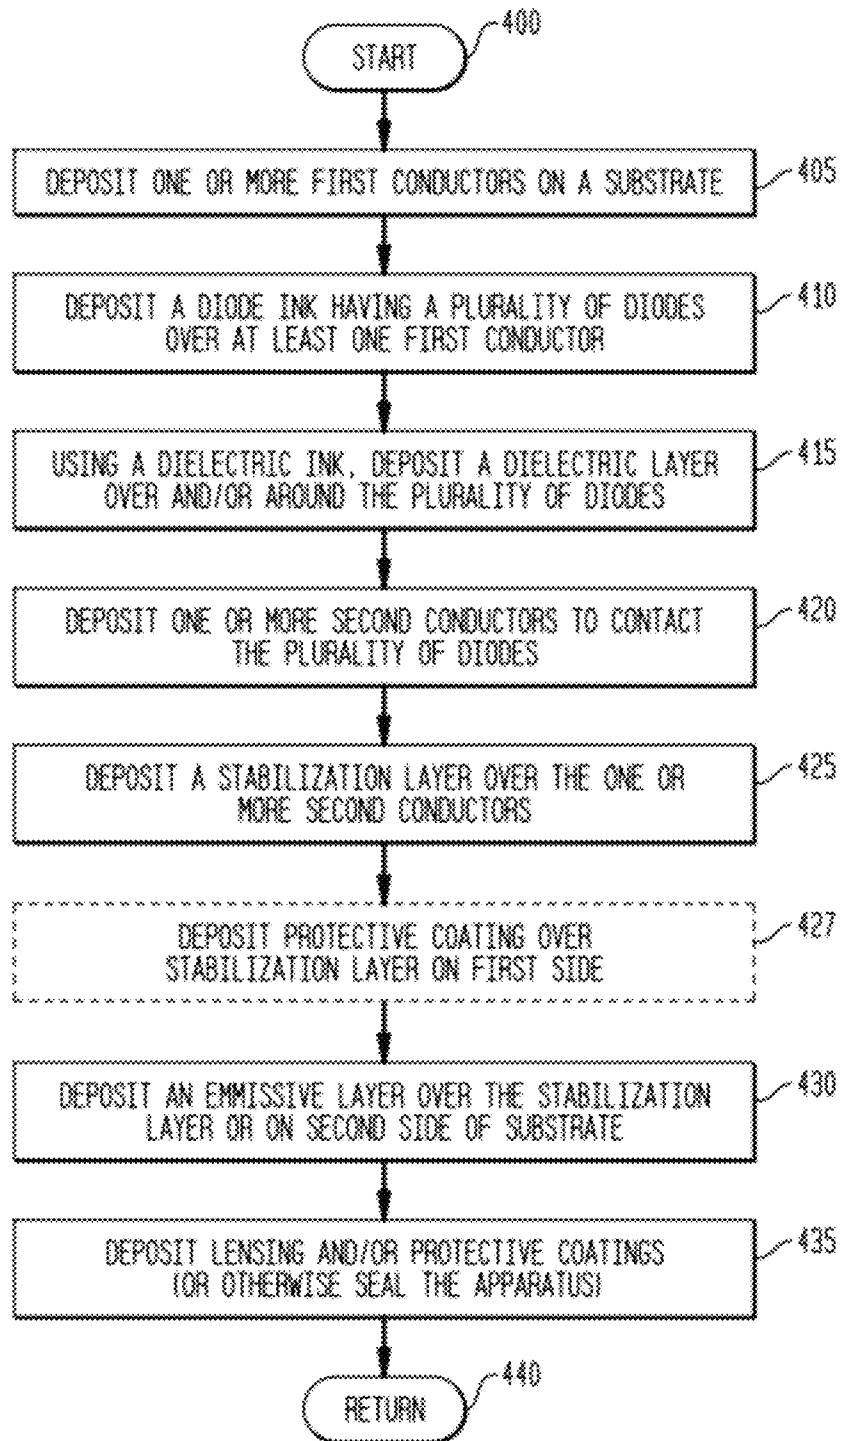 400
START
DEPOSIT ONE OR MORE FIRST CONDUCTORS ON A SUBSTRATE
405
DEPOSIT A DIODE INK HAVING A PLURALITY OF DIODES
OVER AT LEAST ONE FIRST CONDUCTOR
410
USING A DIELECTRIC INK, DEPOSIT A DIELECTRIC LAYER
OVER AND/OR AROUND THE PLURALITY OF DIODES
415
DEPOSIT ONE OR MORE SECOND CONDUCTORS TO CONTACT
THE PLURALITY OF DIODES
420
DEPOSIT A STABILIZATION LAYER OVER THE ONE OR
MORE SECOND CONDUCTORS
425
DEPOSIT PROTECTIVE COATING OVER
STABILIZATION LAYER ON FIRST SIDE
427
DEPOSIT AN EMMISSIVE LAYER OVER THE STABILIZATION
LAYER OR ON SECOND SIDE OF SUBSTRATE
430
DEPOSIT LENSING AND/OR PROTECTIVE COATINGS
(OR OTHERWISE SEAL THE APPARATUS)
435
440
RETURN